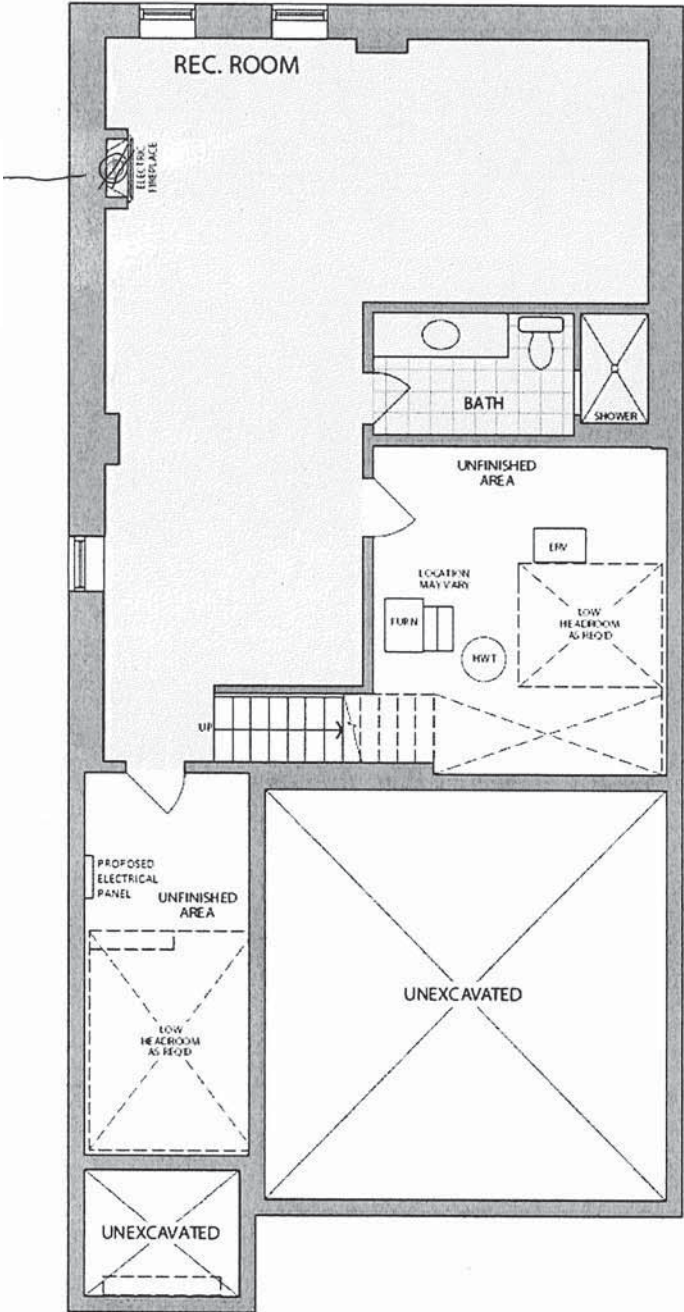 REC. ROOM
ELECTRIC
FIREPLACE
BATH
SHOWER
UNFINISHED
AREA
ERV
LOCATION
MAY VARY
FURN
HWT
LOW
HEADROOM
AS REQ'D
UP
PROPOSED
ELECTRICAL
PANEL
UNFINISHED
AREA
LOW
HEADROOM
AS REQ'D
UNEXCAVATED
UNEXCAVATED